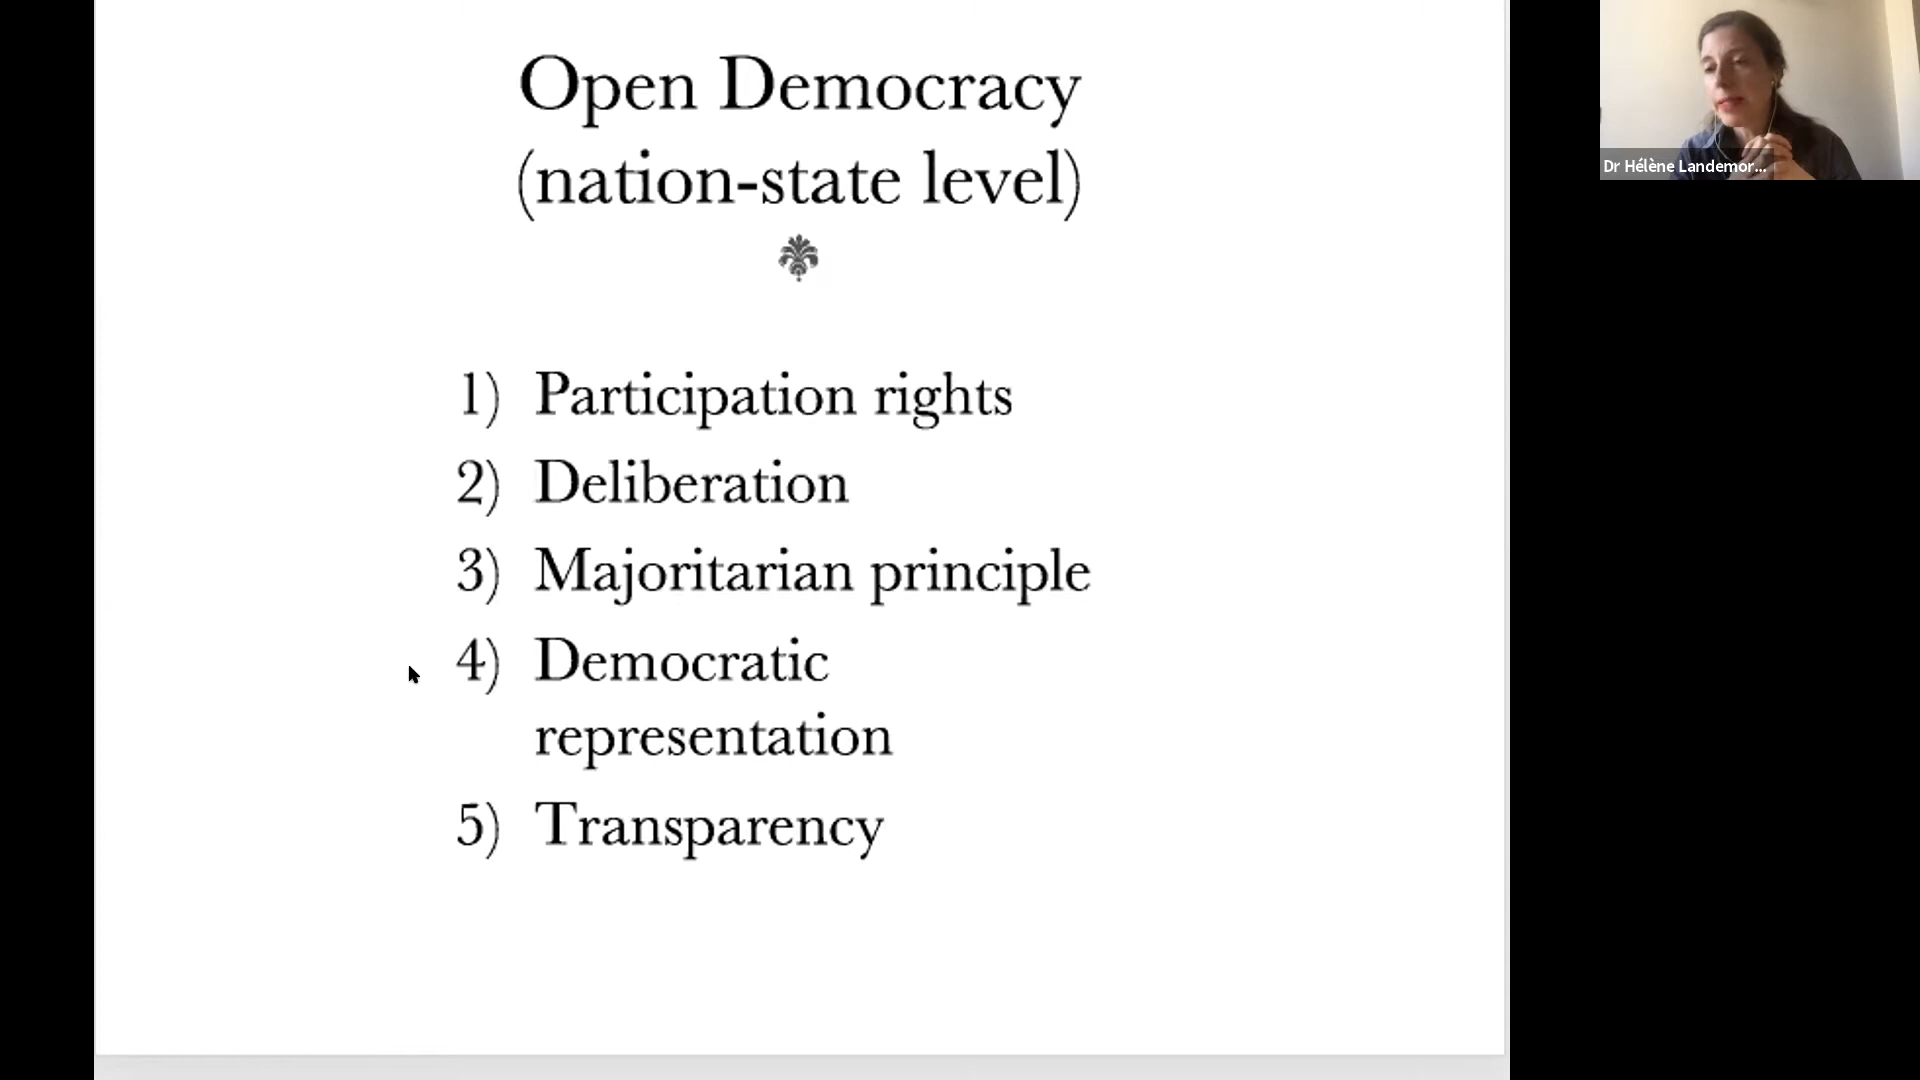 Open Democracy
(nation-state level)
1) Participation rights
2) Deliberation
3) Majoritarian principle
4) Democratic
representation
5) Transparency
Dr Hélène Landemor...